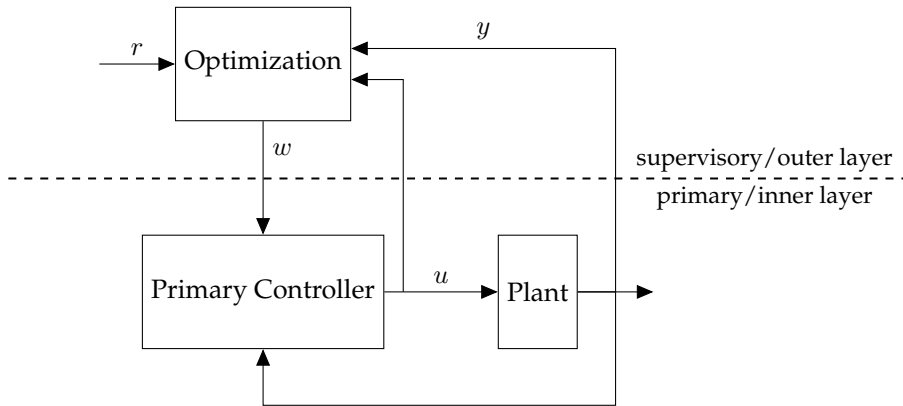 y
r
Optimization
w
supervisory/outer layer
primary/inner layer
Primary Controller
u
Plant